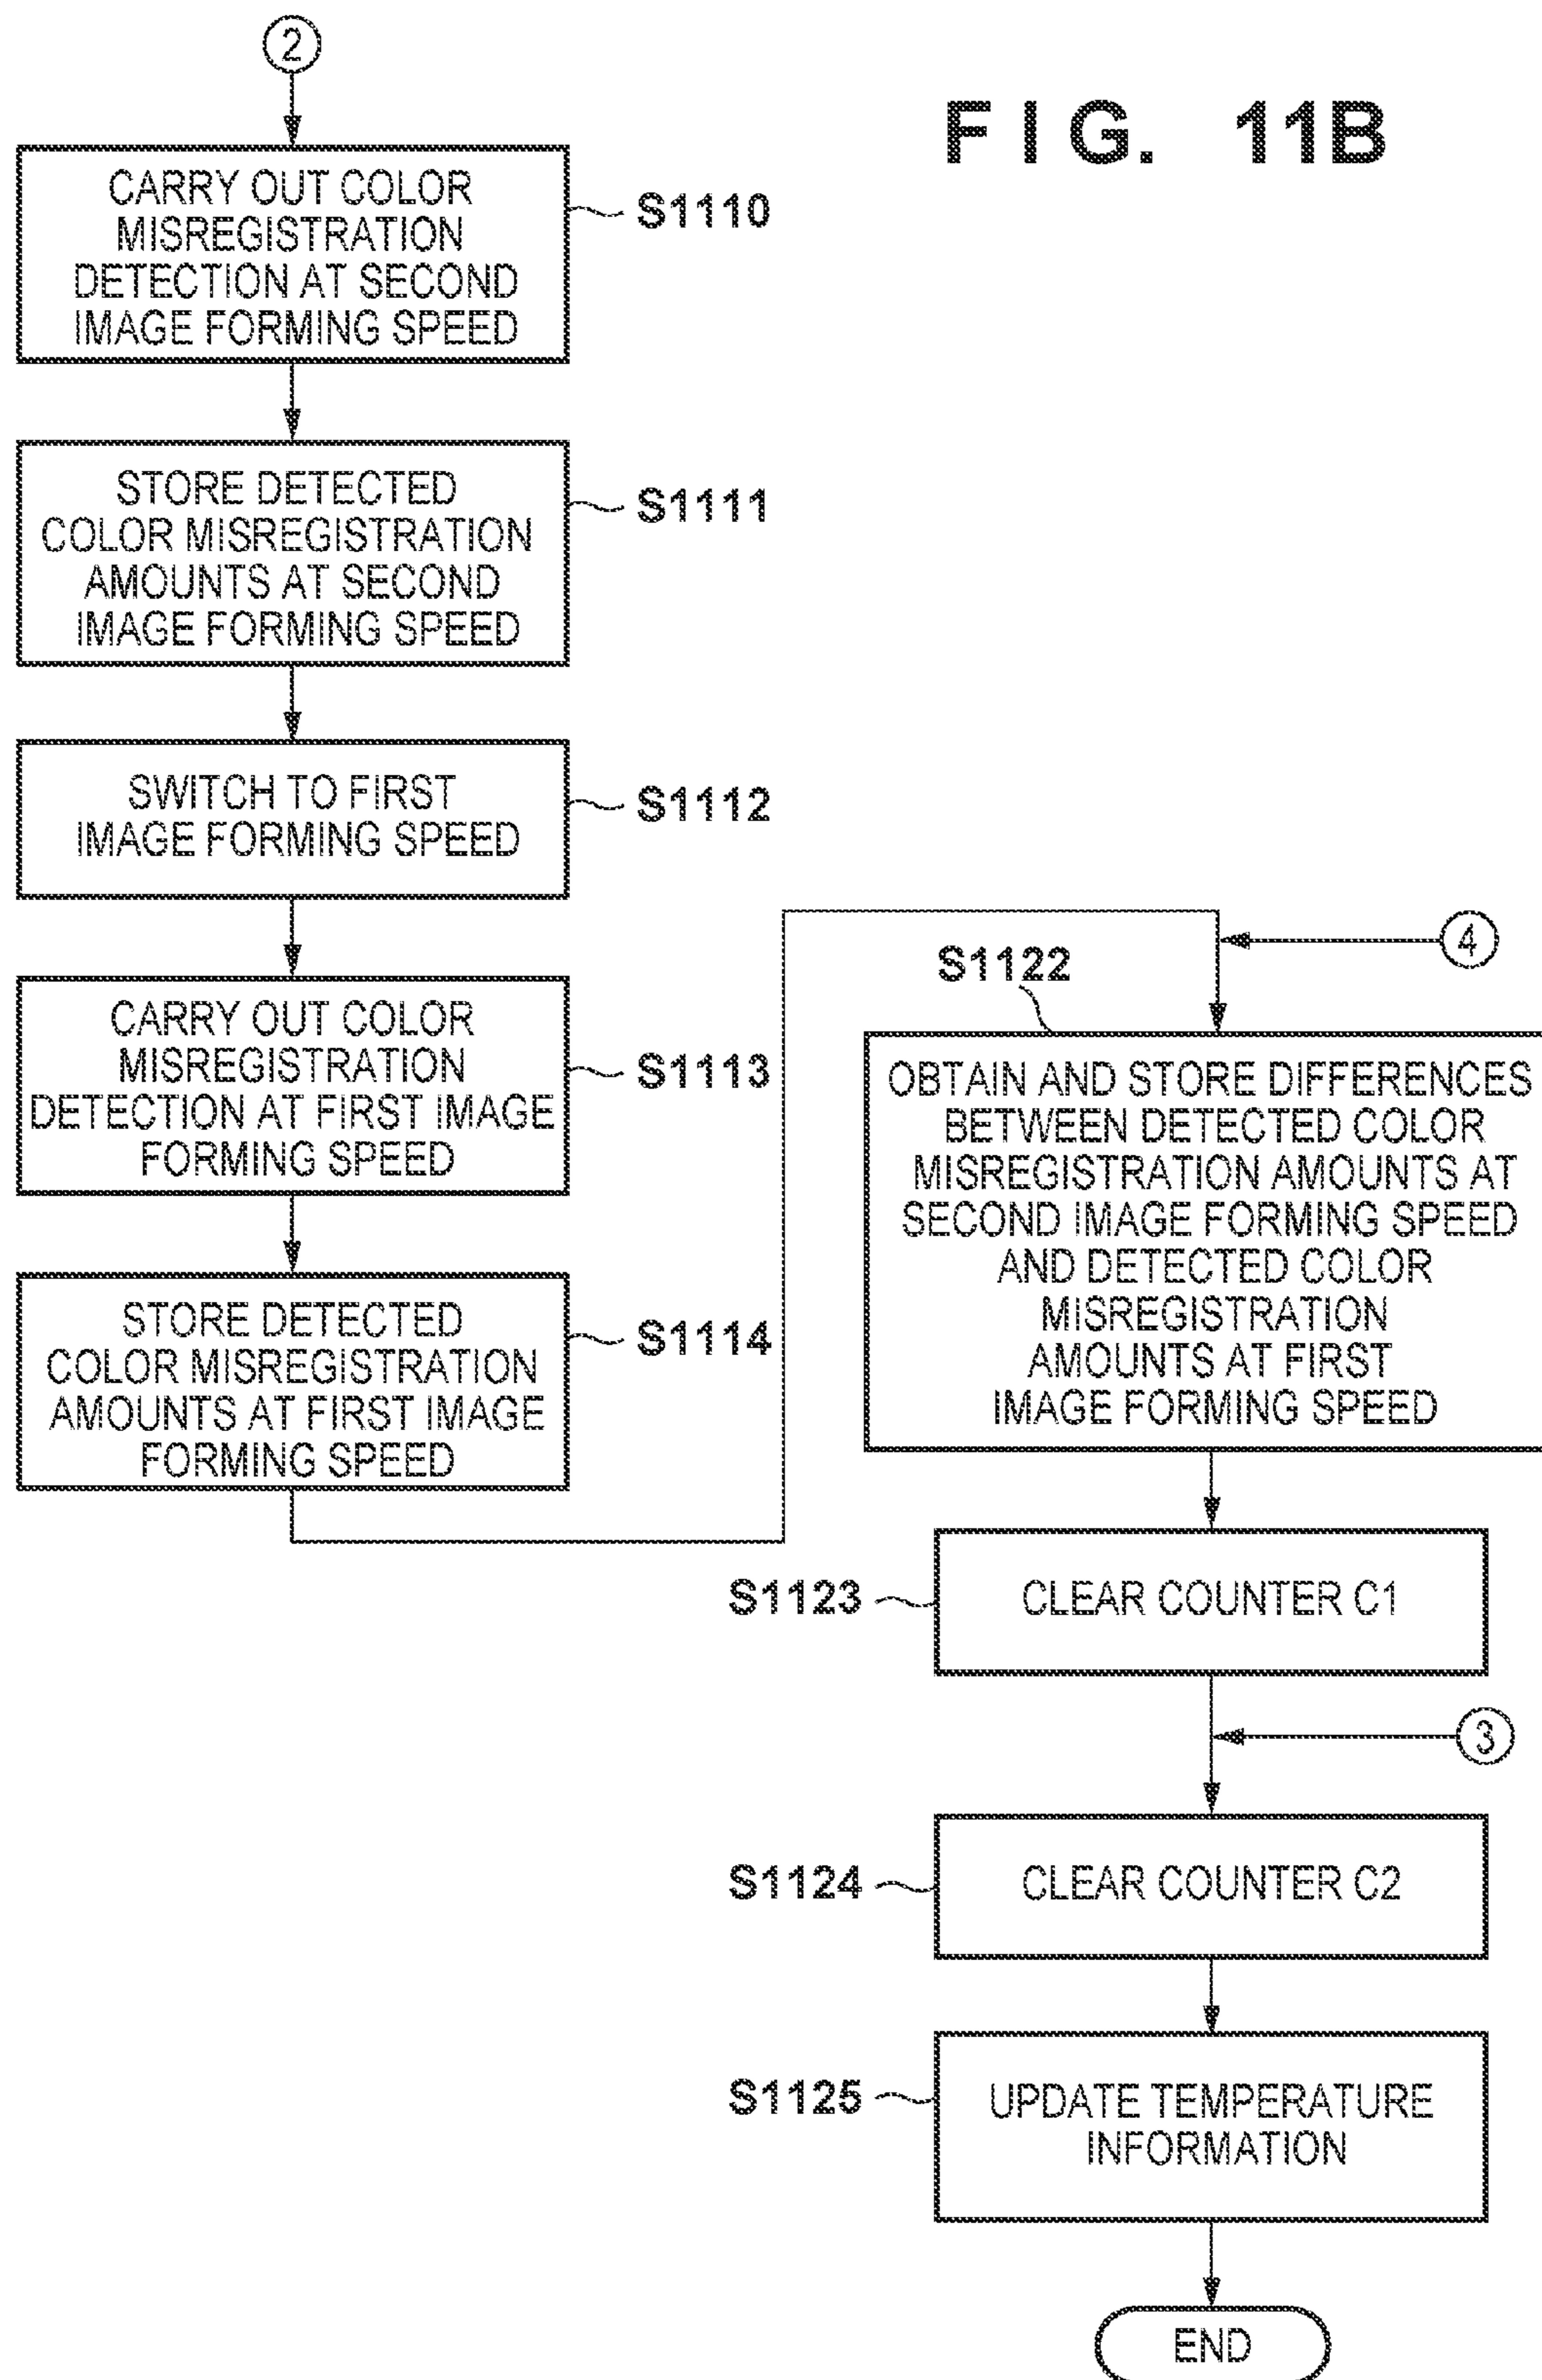 2
FIG. 11B
CARRY OUT COLOR
MISREGISTRATION
DETECTION AT SECOND
IMAGE FORMING SPEED
S1110
STORE DETECTED
COLOR MISREGISTRATION
AMOUNTS AT SECOND
IMAGE FORMING SPEED
S1111
SWITCH TO FIRST
IMAGE FORMING SPEED
S1112
CARRY OUT COLOR
MISREGISTRATION
DETECTION AT FIRST IMAGE
FORMING SPEED
S1113
STORE DETECTED
COLOR MISREGISTRATION
AMOUNTS AT FIRST IMAGE
FORMING SPEED
S1114
4
S1122
OBTAIN AND STORE DIFFERENCES
BETWEEN DETECTED COLOR
MISREGISTRATION AMOUNTS AT
SECOND IMAGE FORMING SPEED
AND DETECTED COLOR
MISREGISTRATION
AMOUNTS AT FIRST
IMAGE FORMING SPEED
S1123
CLEAR COUNTER C1
3
S1124
CLEAR COUNTER C2
S1125
UPDATE TEMPERATURE
INFORMATION
END